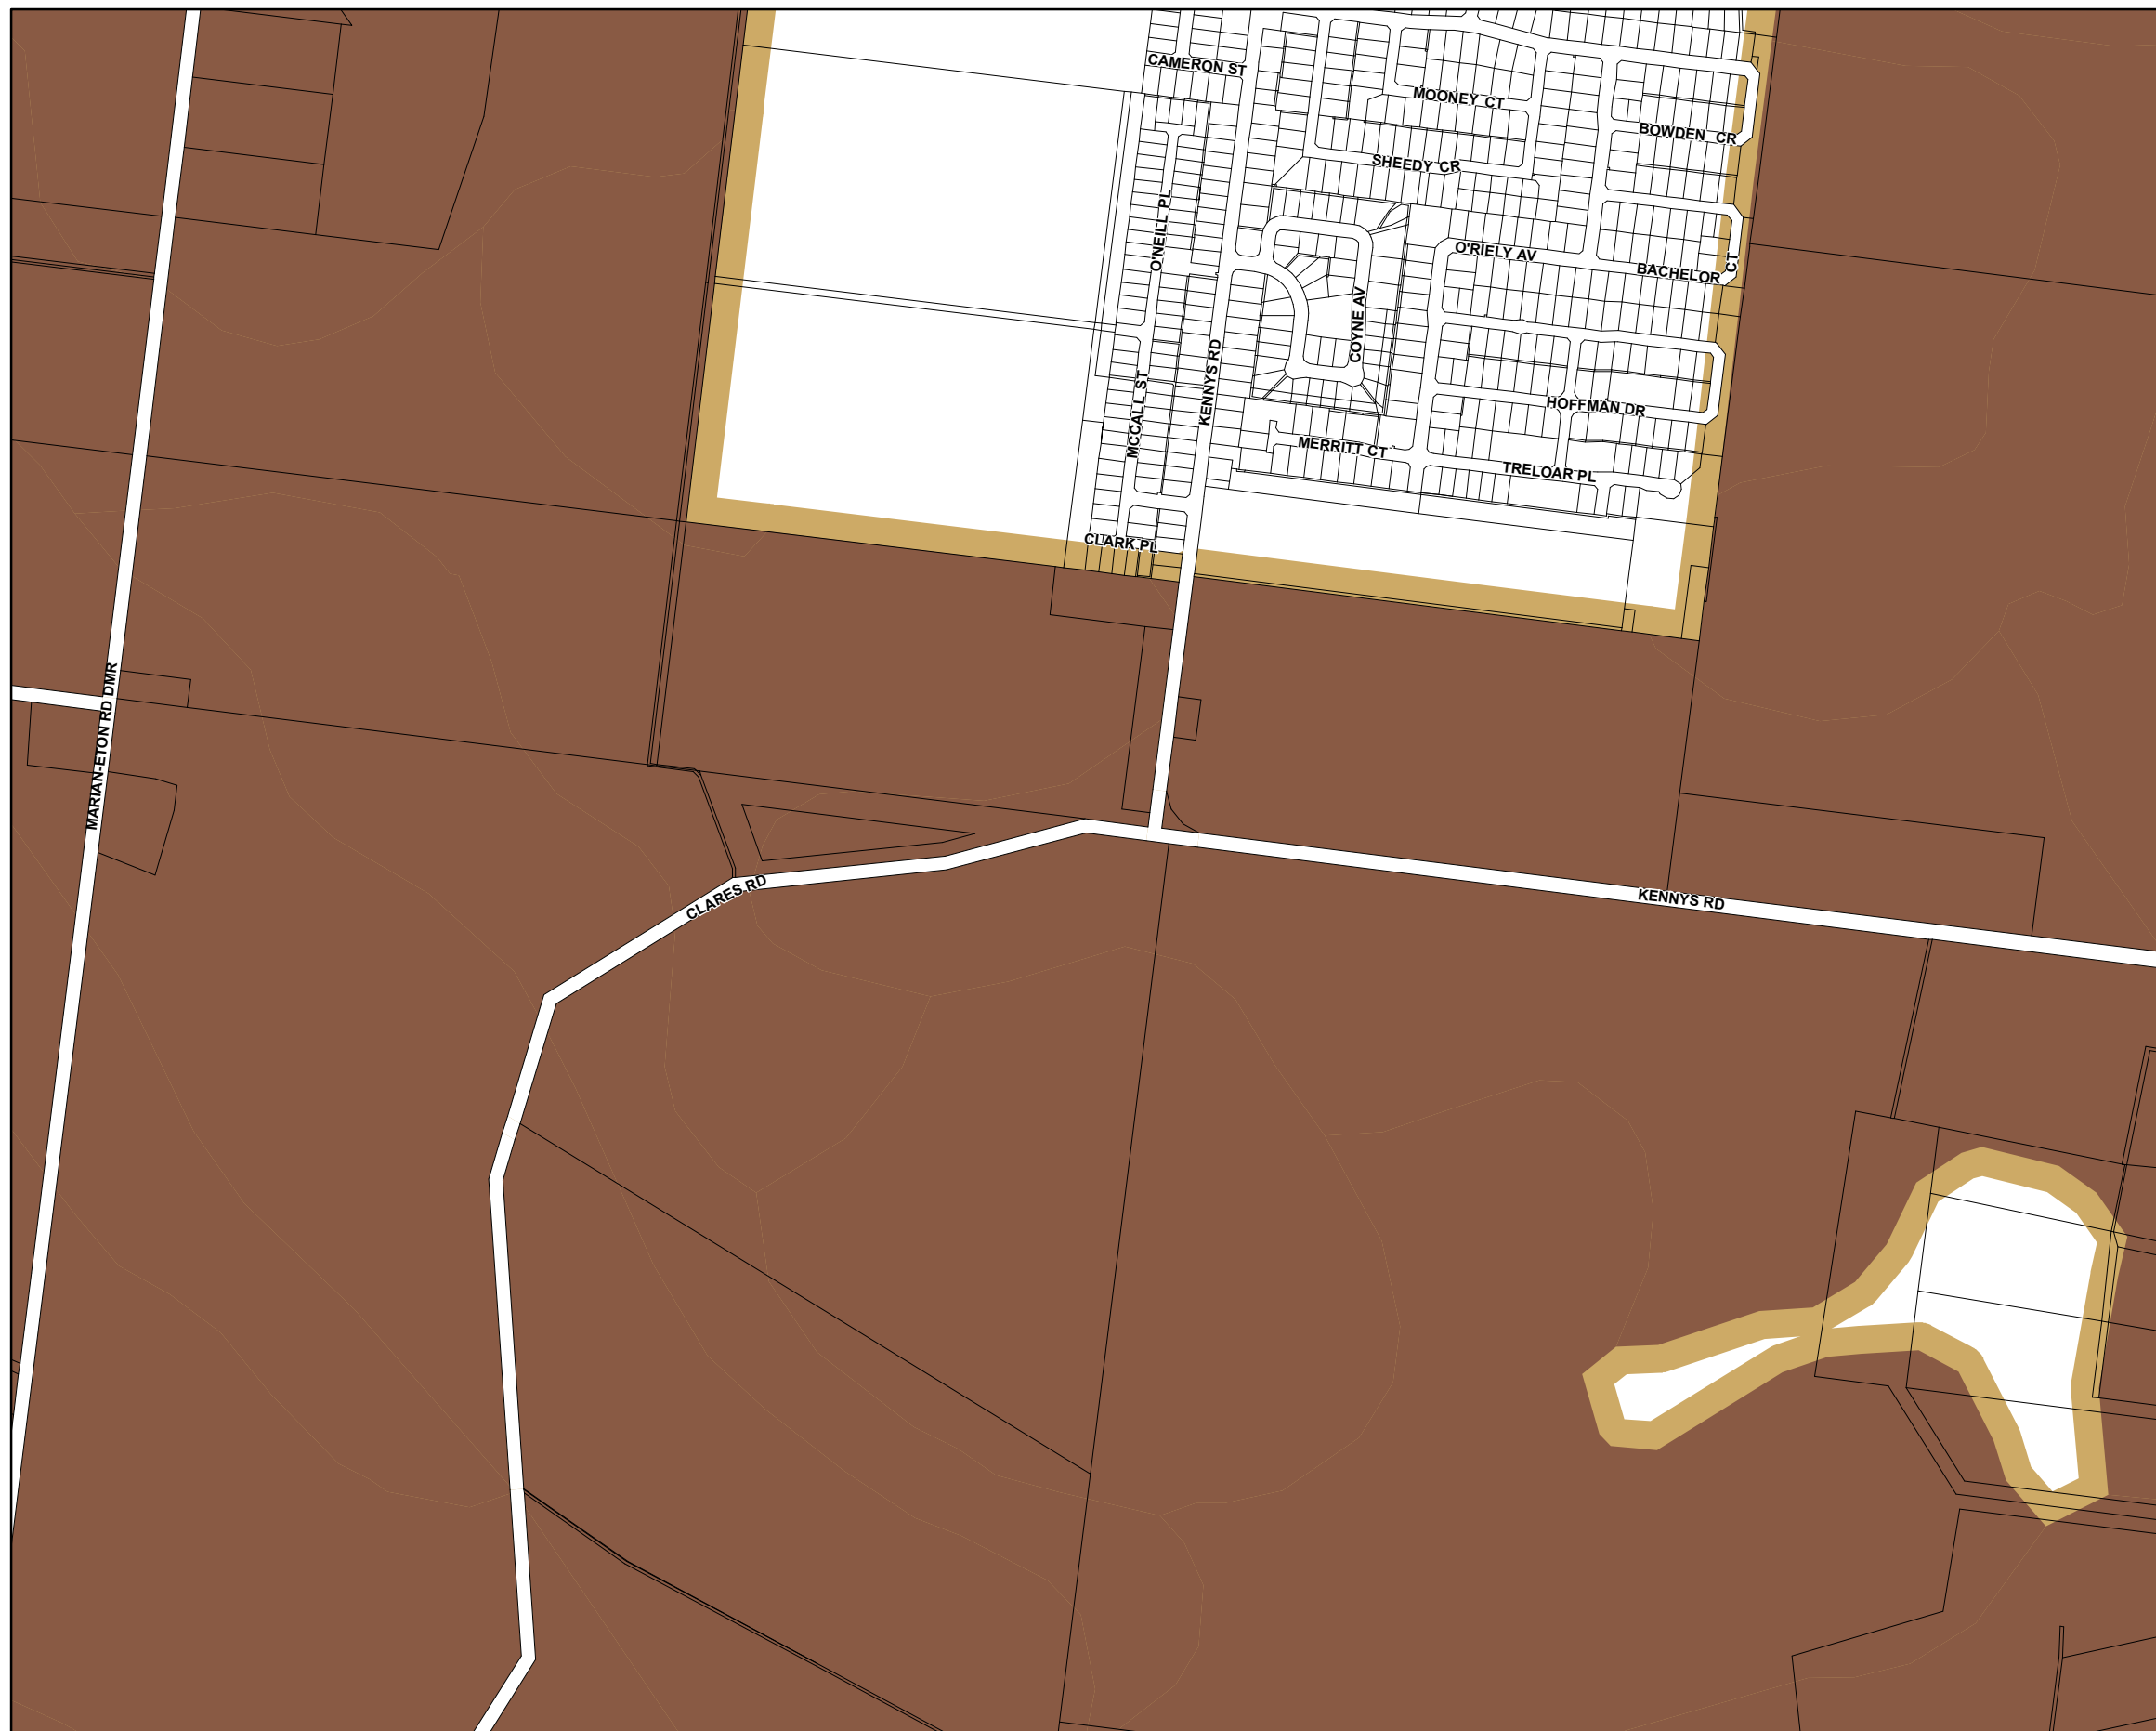 CAMERON ST
MOONEY CT
BOWDEN CR
SHEEDY CR
O'NEILL PL
O'RIELY AV
BACHELOR CT
COYNE AV
KENNYS RD
MCCALL ST
HOFFMAN DR
MERRITT CT
TRELOAR PL
CLARK PL
MARIAN-ETON RD DMR
CLARES RD
KENNYS RD